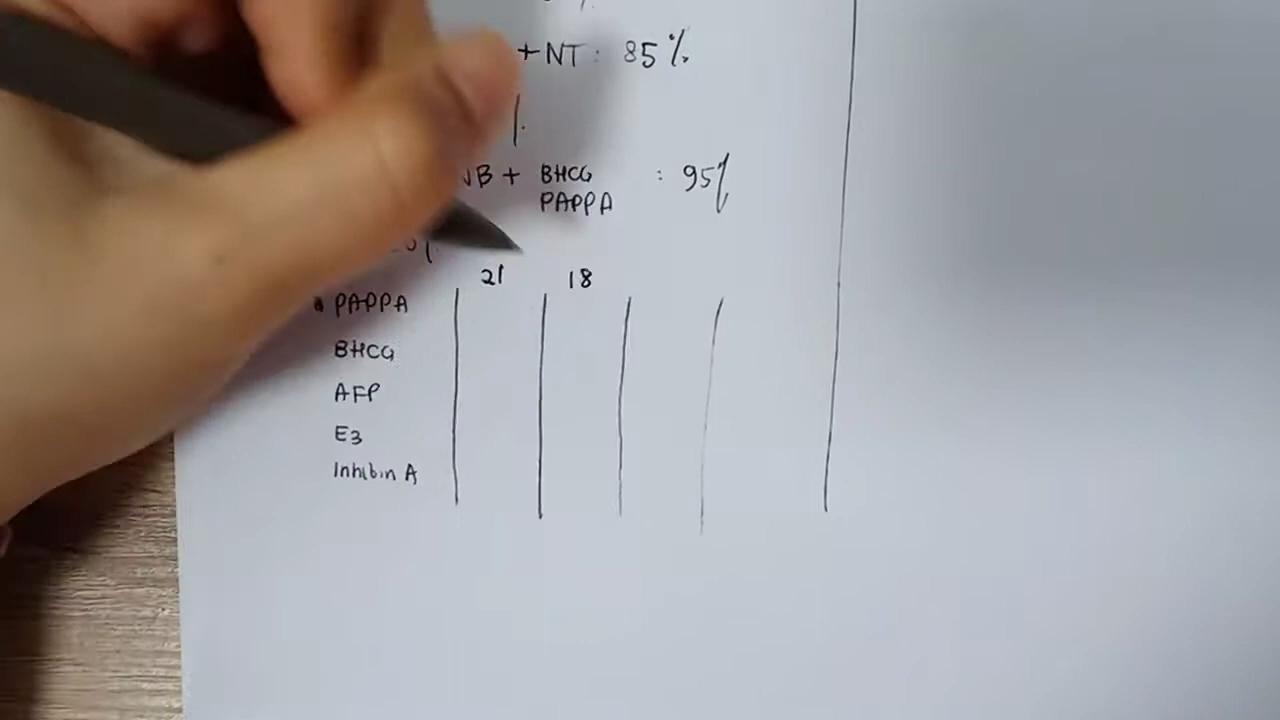 +NT : 85%
B + BHCG : 95%
PAPPA
21 18
PAPPA
BHCG
AFP
E3
Inhibin A